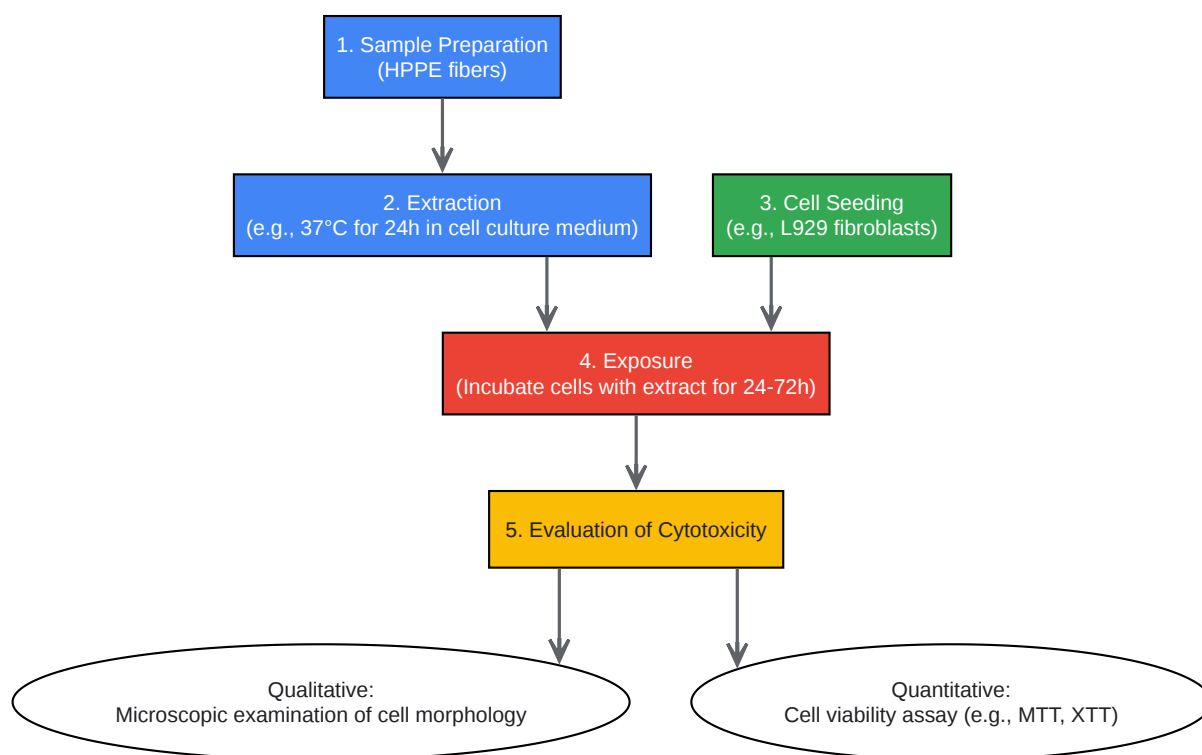 1. Sample Preparation
(HPPE fibers)
2. Extraction
(e.g., 37°C for 24h in cell culture medium)
3. Cell Seeding
(e.g., L929 fibroblasts)
4. Exposure
(Incubate cells with extract for 24-72h)
5. Evaluation of Cytotoxicity
Qualitative:
Microscopic examination of cell morphology
Quantitative:
Cell viability assay (e.g., MTT, XTT)